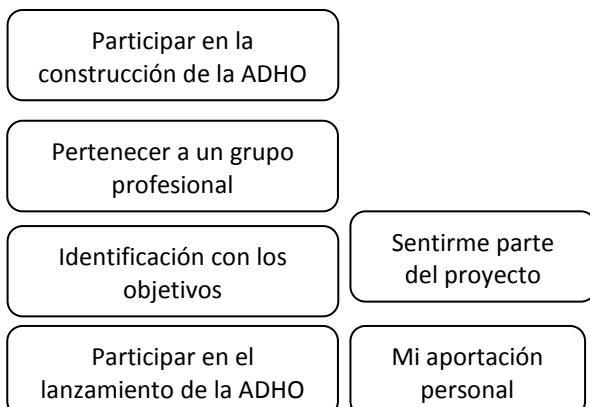 Participar en la
construcción de la ADHO
Pertenecer a un grupo
profesional
Identificación con los
objetivos
Sentirme parte
del proyecto
Participar en el
lanzamiento de la ADHO
Mi aportación
personal